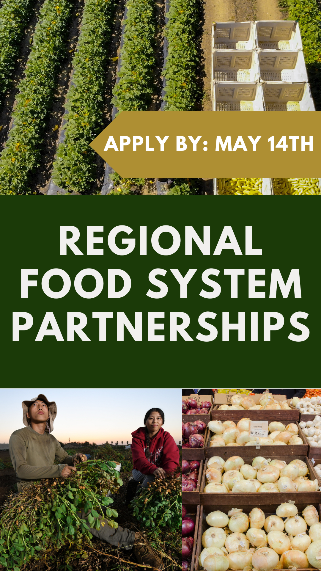 APPLY BY: MAY 14TH
REGIONAL
FOOD SYSTEM
PARTNERSHIPS